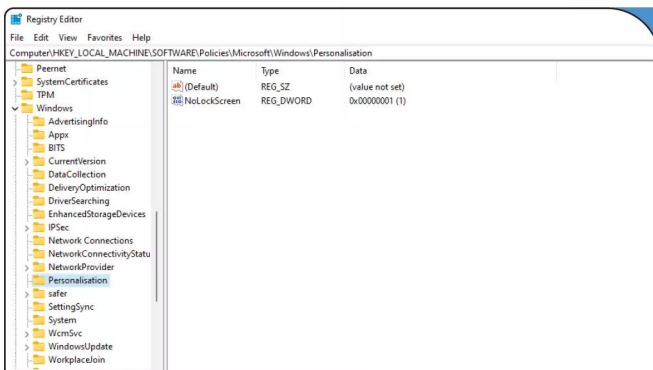 Registry Editor
File Edit View Favorites Help
Computer\HKEY_LOCAL_MACHINE\SOFTWARE\Policies\Microsoft\Windows\Personalisation
Name Type Data
(Default) REG_SZ (value not set)
NoLockScreen REG_DWORD 0x00000001 (1)
Peernet
SystemCertificates
TPM
Windows
AdvertisingInfo
Appx
BITS
CurrentVersion
DataCollection
DeliveryOptimization
DriverSearching
EnhancedStorageDevices
IPSec
Network Connections
NetworkConnectivityStatu
NetworkProvider
Personalisation
safer
SettingSync
System
WcmSvc
WindowsUpdate
WorkplaceJoin